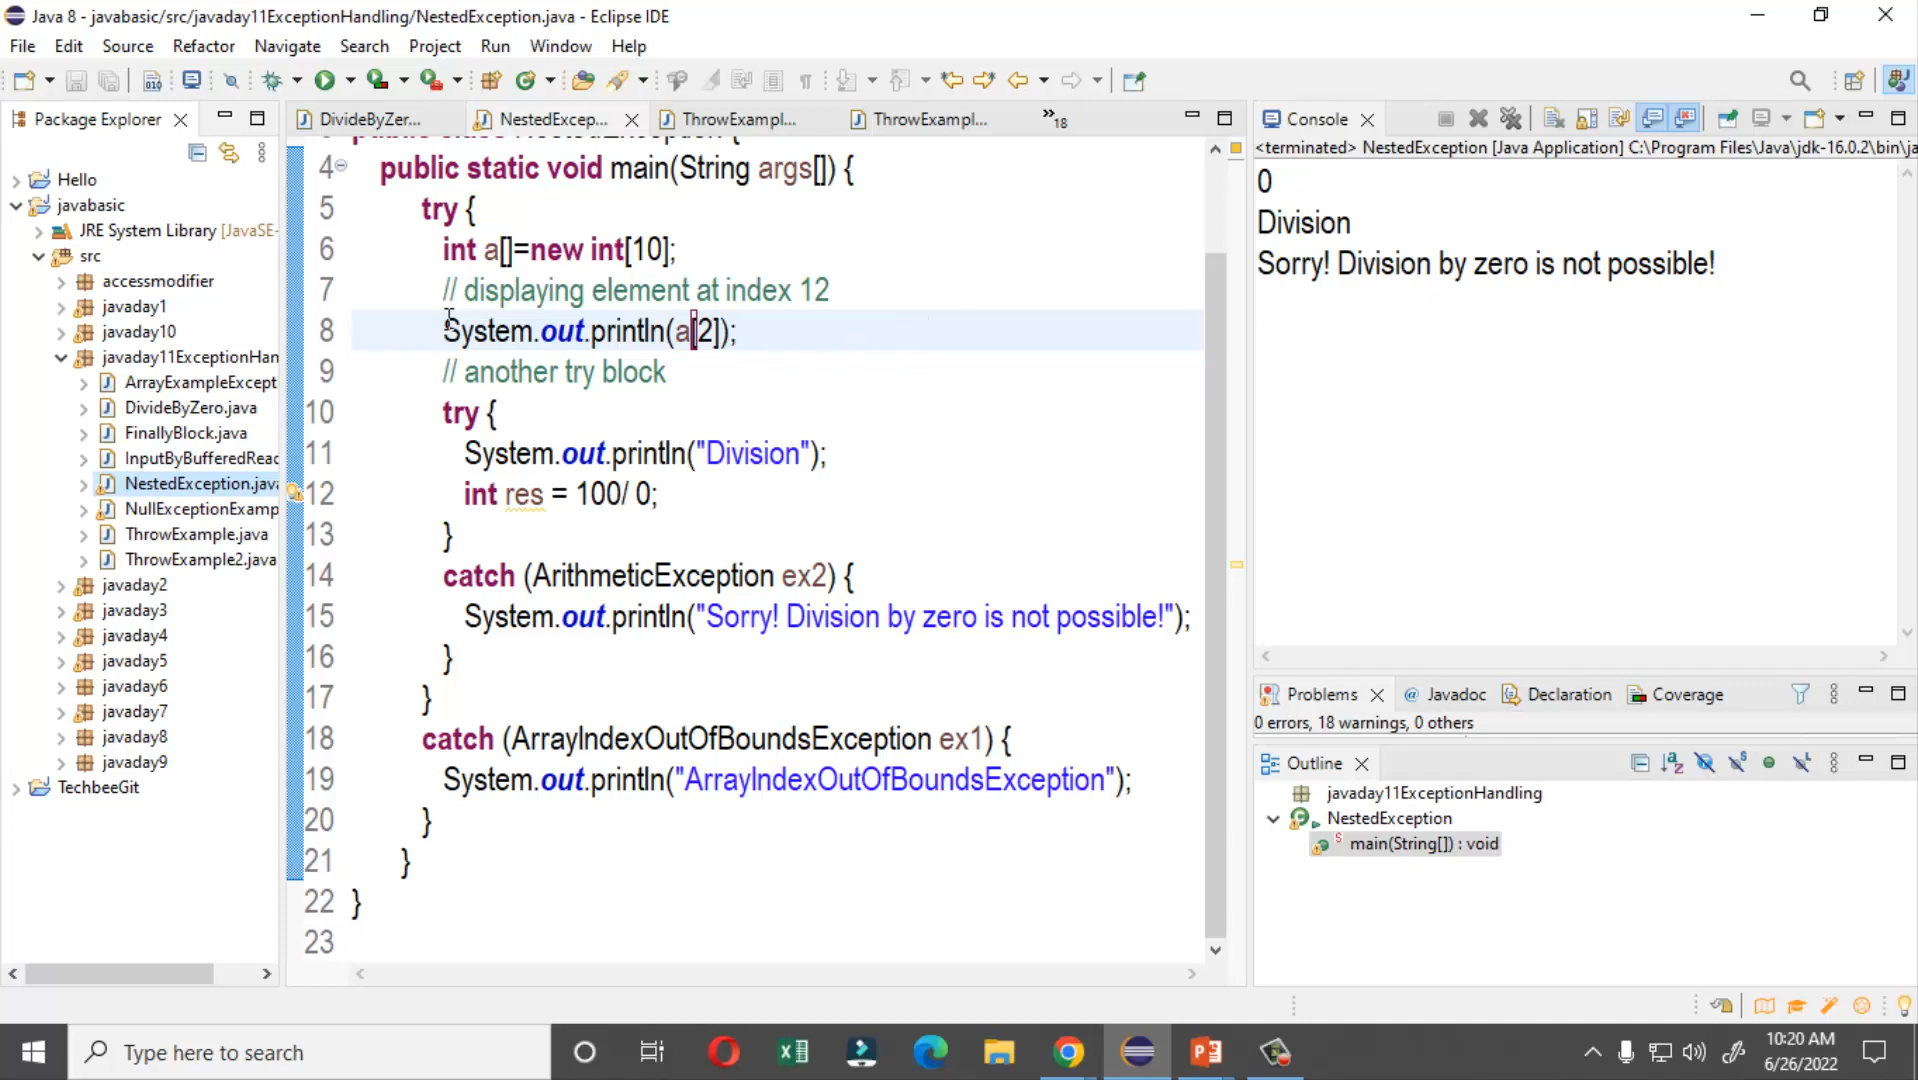 Java 8 - javabasic/src/javaday11ExceptionHandling/NestedException.java - Eclipse IDE
File Edit Source Refactor Navigate Search Project Run Window Help
Package Explorer
Hello
javabasic
JRE System Library [JavaSE-
src
accessmodifier
javaday1
javaday10
javaday11ExceptionHan
ArrayExampleExcept
DivideByZero.java
FinallyBlock.java
InputByBufferedReac
NestedException.java
NullExceptionExamp
ThrowExample.java
ThrowExample2.java
javaday2
javaday3
javaday4
javaday5
javaday6
javaday7
javaday8
javaday9
TechbeeGit
DivideByZer... NestedExcep... ThrowExampl... ThrowExampl... »18
public class NestedException {
4 public static void main(String args[]) {
5 try {
6 int a[]=new int[10];
7 // displaying element at index 12
8 System.out.println(a[2]);
9 // another try block
10 try {
11 System.out.println("Division");
12 int res = 100/ 0;
13 }
14 catch (ArithmeticException ex2) {
15 System.out.println("Sorry! Division by zero is not possible!");
16 }
17 }
18 catch (ArrayIndexOutOfBoundsException ex1) {
19 System.out.println("ArrayIndexOutOfBoundsException");
20 }
21 }
22 }
23
Console
<terminated> NestedException [Java Application] C:\Program Files\Java\jdk-16.0.2\bin\ja
0
Division
Sorry! Division by zero is not possible!
Problems @ Javadoc Declaration Coverage
0 errors, 18 warnings, 0 others
Outline
javaday11ExceptionHandling
NestedException
main(String[]) : void
Type here to search
10:20 AM
6/26/2022